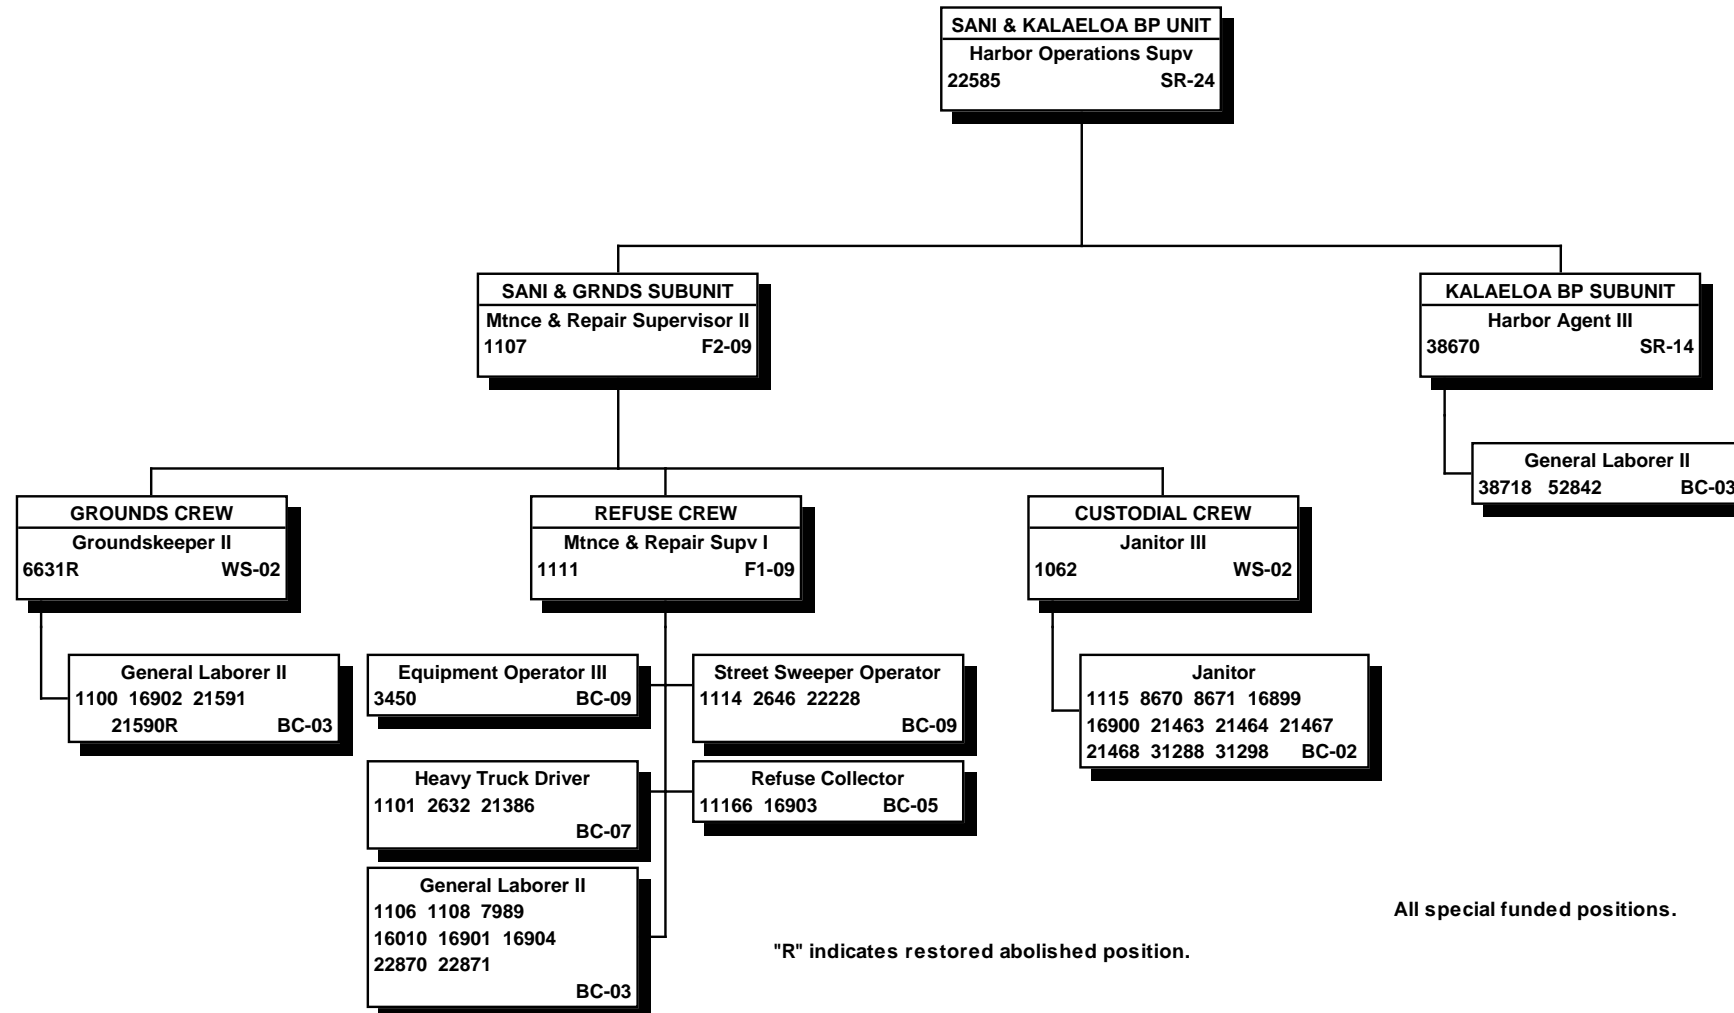 SANI & KALAELOA BP UNIT
Harbor Operations Supv
22585 SR-24
SANI & GRNDS SUBUNIT
Mtnce & Repair Supervisor II
1107 F2-09
KALAELOA BP SUBUNIT
Harbor Agent III
38670 SR-14
General Laborer II
38718 52842 BC-03
GROUNDS CREW
Groundskeeper II
6631R WS-02
REFUSE CREW
Mtnce & Repair Supv I
1111 F1-09
CUSTODIAL CREW
Janitor III
1062 WS-02
General Laborer II
1100 16902 21591
21590R BC-03
Equipment Operator III
3450 BC-09
Street Sweeper Operator
1114 2646 22228
BC-09
Janitor
1115 8670 8671 16899
16900 21463 21464 21467
21468 31288 31298 BC-02
Heavy Truck Driver
1101 2632 21386
BC-07
Refuse Collector
11166 16903 BC-05
General Laborer II
1106 1108 7989
16010 16901 16904
22870 22871
BC-03
All special funded positions.
"R" indicates restored abolished position.